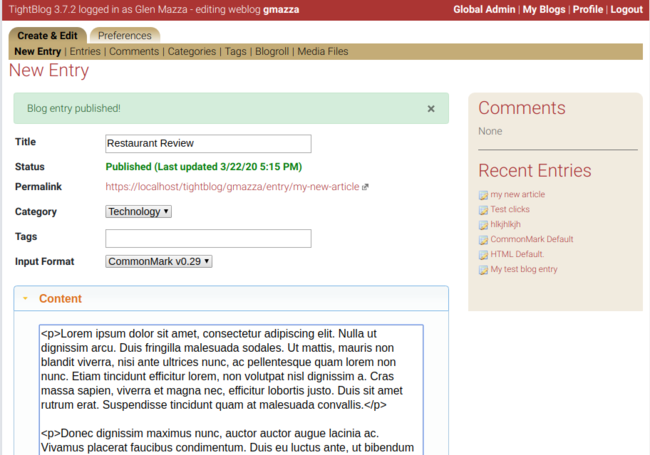 TightBlog 3.7.2 logged in as Glen Mazza - editing weblog gmazza
Global Admin | My Blogs | Profile | Logout
Create & Edit Preferences
New Entry | Entries | Comments | Categories | Tags | Blogroll | Media Files
New Entry
Blog entry published! ×
Title Restaurant Review
Status Published (Last updated 3/22/20 5:15 PM)
Permalink https://localhost/tightblog/gmazza/entry/my-new-article
Category Technology
Tags
Input Format CommonMark v0.29
Content
<p>Lorem ipsum dolor sit amet, consectetur adipiscing elit. Nulla ut
dignissim arcu. Duis fringilla malesuada sodales. Ut mattis, mauris non
blandit viverra, nisi ante ultrices nunc, ac pellentesque quam lorem non
nunc. Etiam tincidunt efficitur lorem, non volutpat nisl dignissim a. Cras
massa sapien, viverra et magna nec, efficitur lobortis justo. Duis sit amet
rutrum erat. Suspendisse tincidunt quam at malesuada convallis.</p>
<p>Donec dignissim maximus nunc, auctor auctor augue lacinia ac.
Vivamus placerat faucibus condimentum. Duis eu luctus ante, ut bibendum
Comments
None
Recent Entries
my new article
Test clicks
hlkjhlkjh
CommonMark Default
HTML Default.
My test blog entry